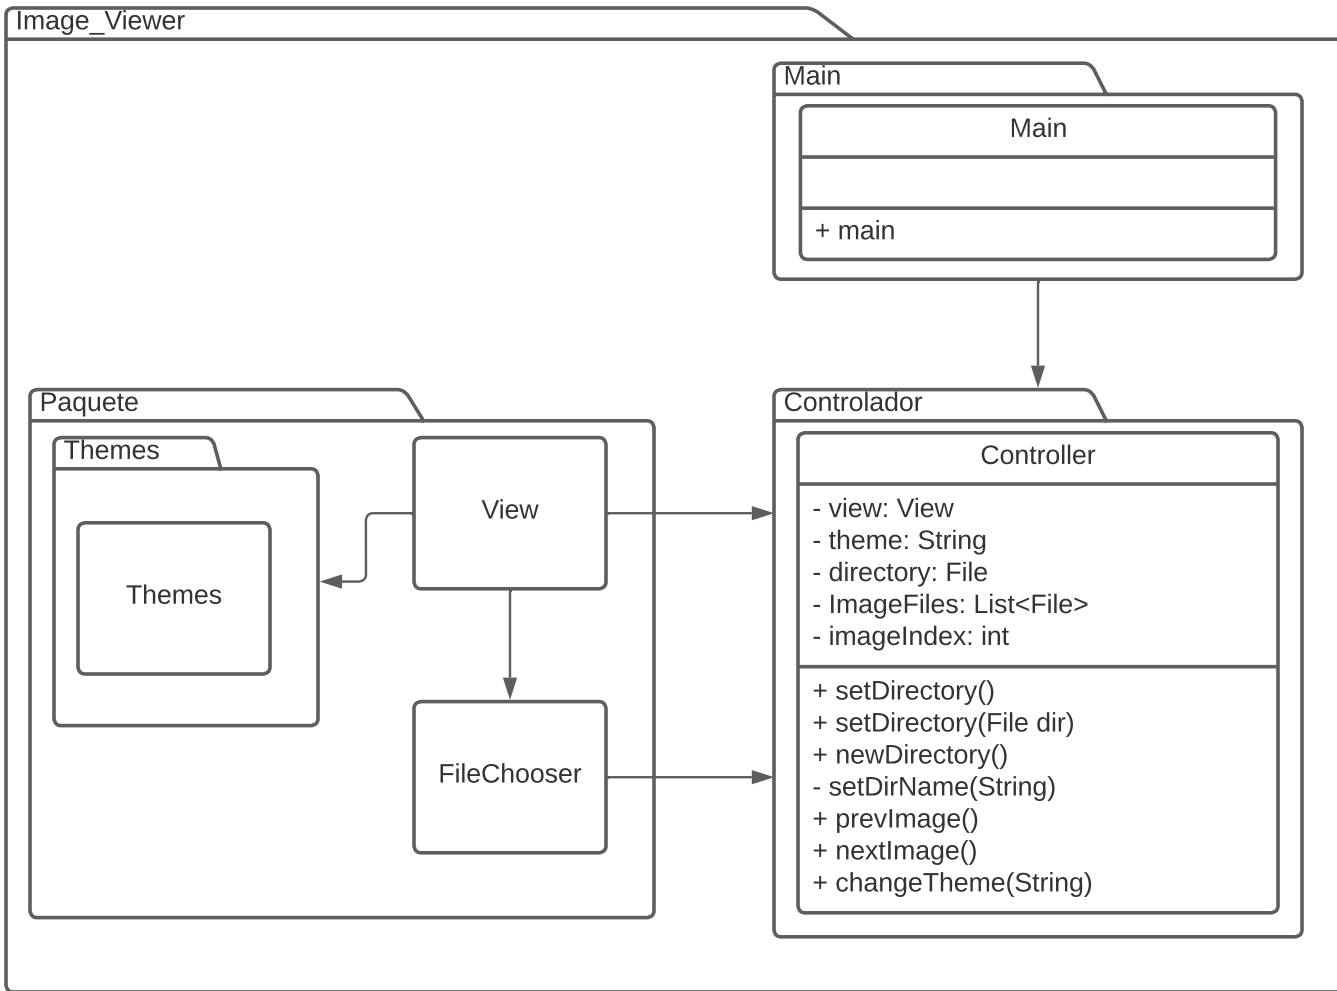 Image_Viewer
Main
Main
+ main
Paquete
Themes
Themes
View
FileChooser
Controlador
Controller
- view: View
- theme: String
- directory: File
- ImageFiles: List<File>
- imageIndex: int
+ setDirectory()
+ setDirectory(File dir)
+ newDirectory()
- setDirName(String)
+ prevImage()
+ nextImage()
+ changeTheme(String)